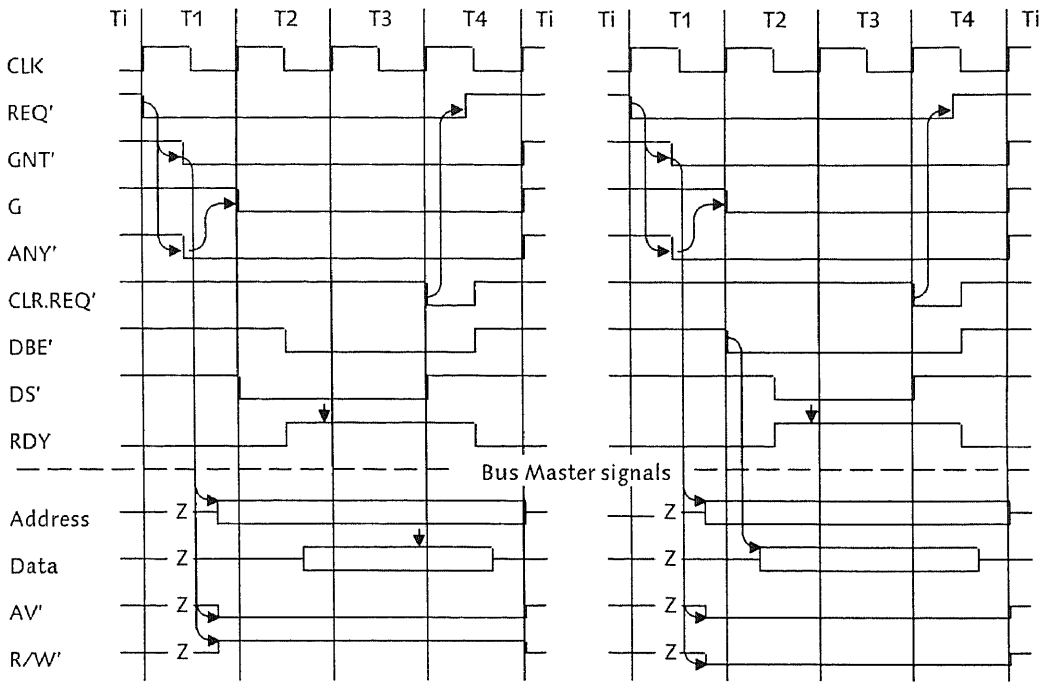 Ti T1 T2 T3 T4 Ti Ti T1 T2 T3 T4 Ti
CLK
REQ'
GNT'
G
ANY'
CLR.REQ'
DBE'
DS'
RDY
Bus Master signals
Address Z Z
Data Z Z
AV' Z Z
R/W' Z Z